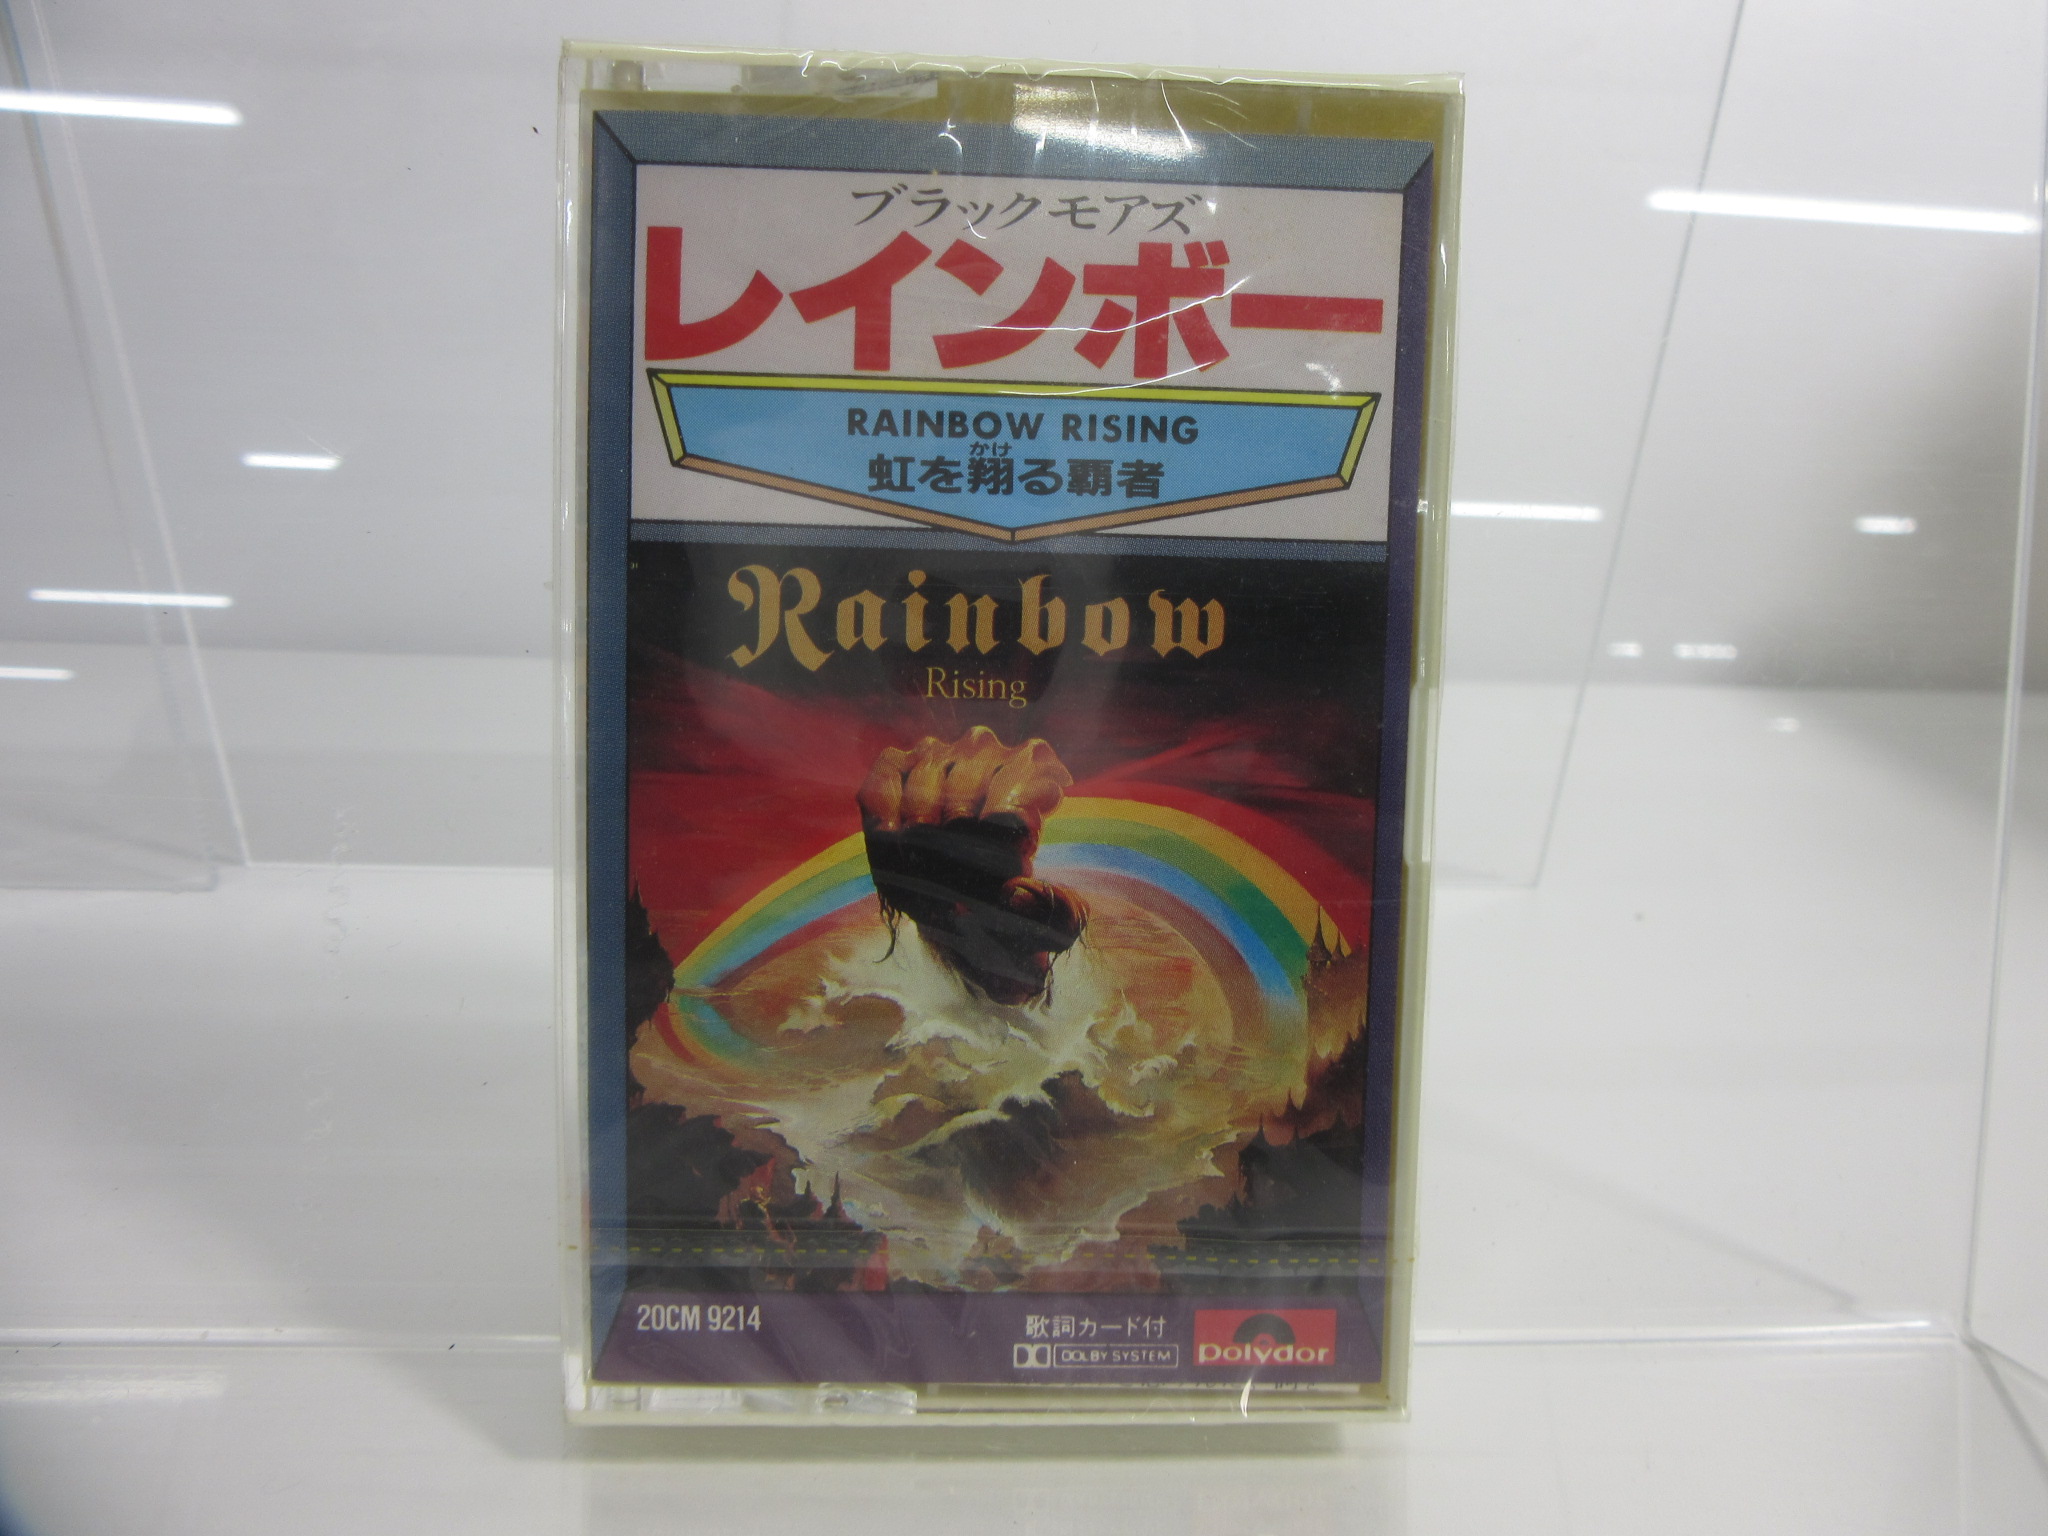 ブラックモアズ
レインボー
RAINBOW RISING
かけ
虹を翔る覇者
Rainbow
Rising
20CM 9214
歌詞カード付
DOLBY SYSTEM
polydor